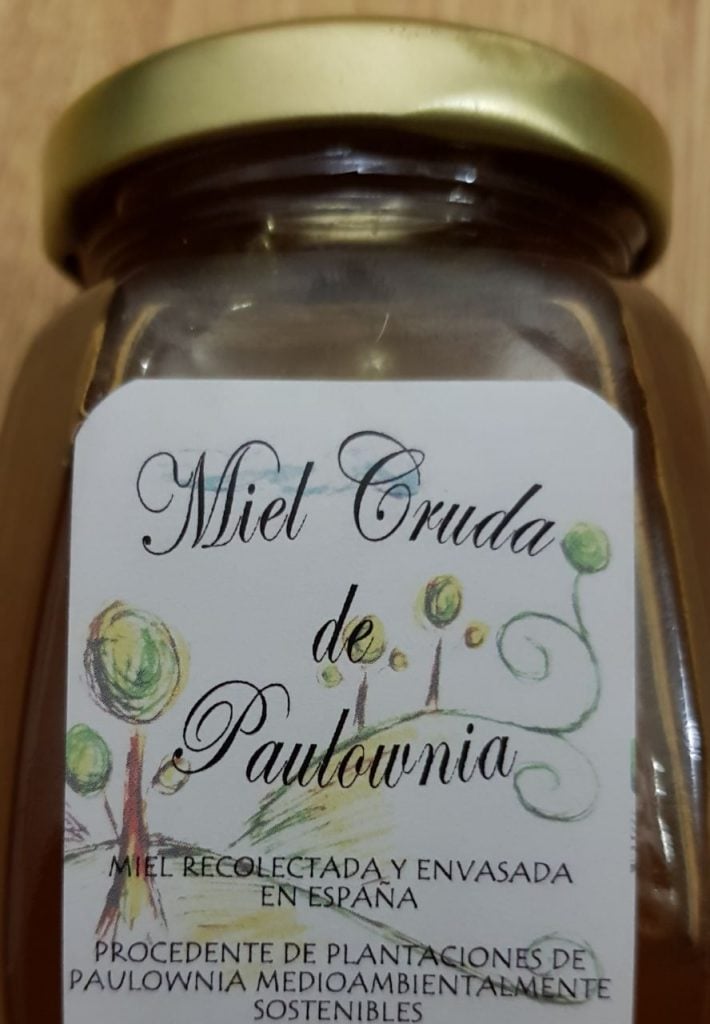 Miel Cruda
de
Paulownia
MIEL RECOLECTADA Y ENVASADA
EN ESPAÑA
PROCEDENTE DE PLANTACIONES DE
PAULOWNIA MEDIOAMBIENTALMENTE
SOSTENIBLES